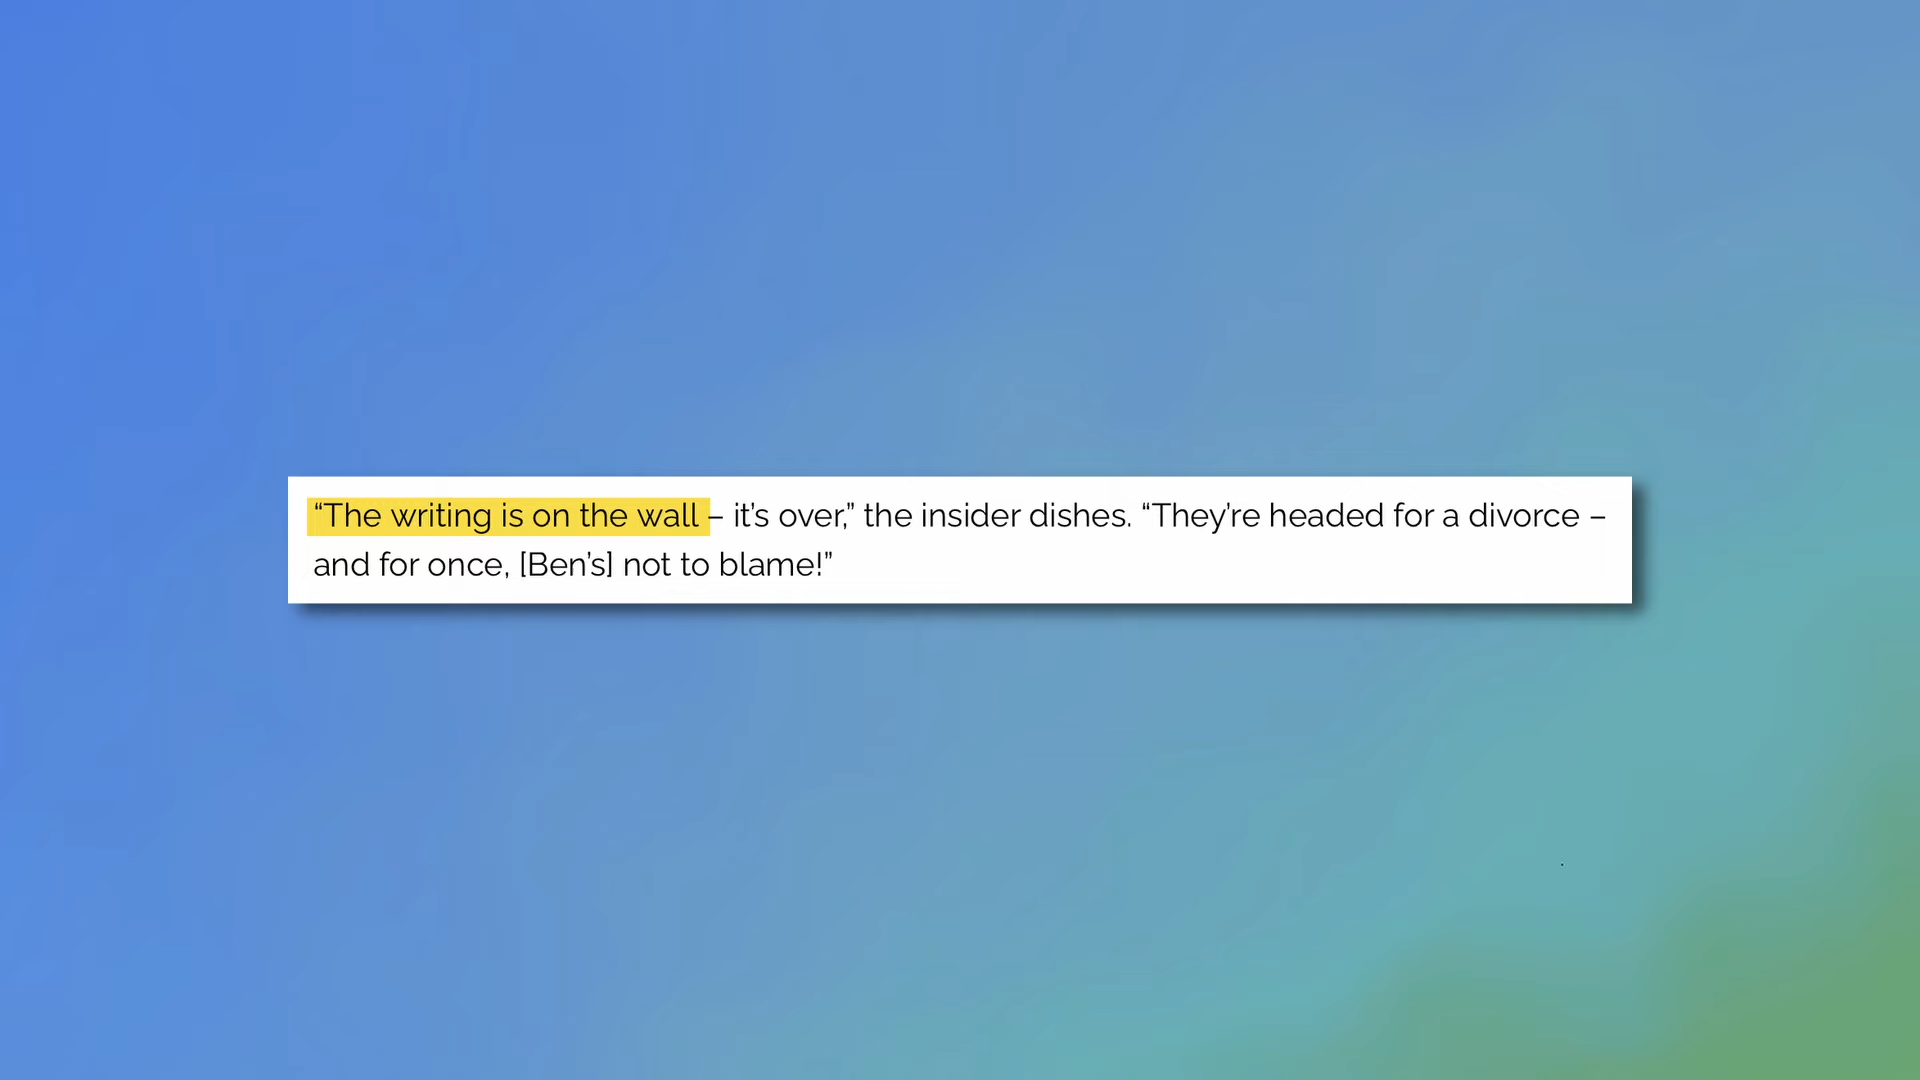 “The writing is on the wall – it’s over,” the insider dishes. “They’re headed for a divorce –
and for once, [Ben’s] not to blame!”